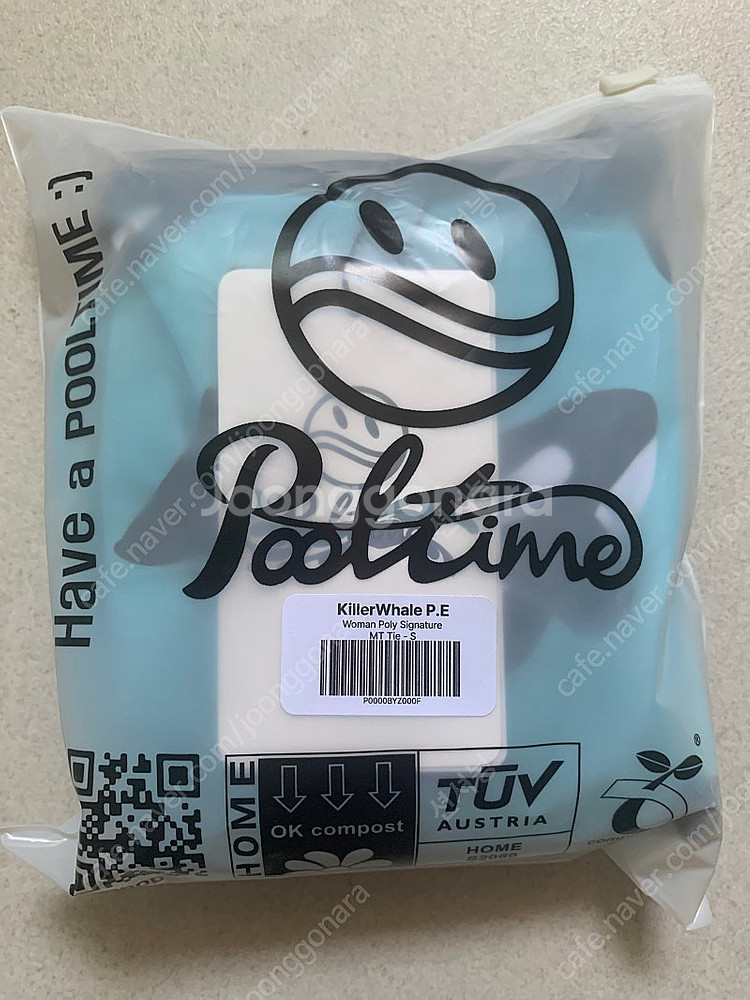 Have a POOLTIME :)
Pooltime
KillerWhale P.E
Woman Poly Signature
MT Tie - S
P0000BYZ000F
HOME
OK compost
TÜV
AUSTRIA
HOME
®
Joonggonara
cafe.naver.com/joonggonara